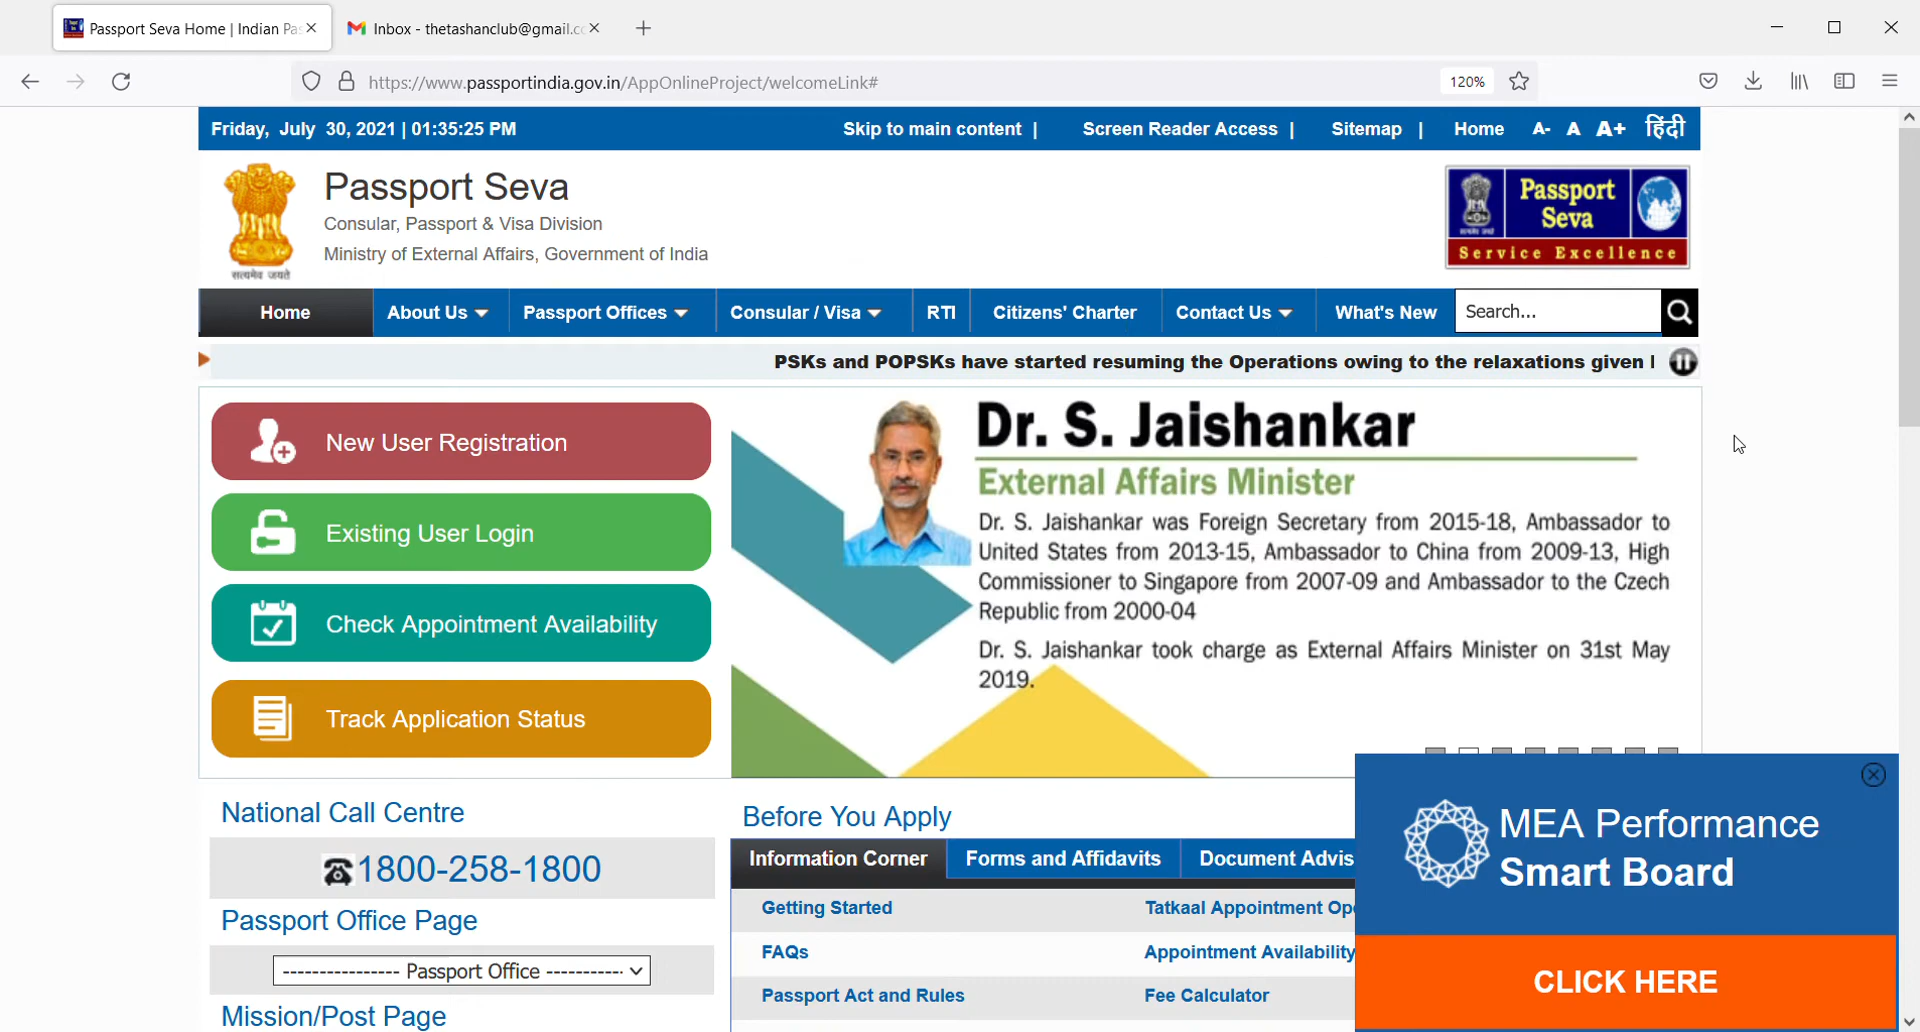 Passport Seva Home | Indian Pas
Inbox - thetashanclub@gmail.co
https://www.passportindia.gov.in/AppOnlineProject/welcomeLink#
120%
Friday, July 30, 2021 | 01:35:25 PM
Skip to main content |
Screen Reader Access |
Sitemap |
Home
A- A A+ हिंदी
Passport Seva
Consular, Passport & Visa Division
Ministry of External Affairs, Government of India
सत्यमेव जयते
Passport
Seva
Service Excellence
Home
About Us
Passport Offices
Consular / Visa
RTI
Citizens' Charter
Contact Us
What's New
Search...
PSKs and POPSKs have started resuming the Operations owing to the relaxations given
New User Registration
Existing User Login
Check Appointment Availability
Track Application Status
Dr. S. Jaishankar
External Affairs Minister
Dr. S. Jaishankar was Foreign Secretary from 2015-18, Ambassador to
United States from 2013-15, Ambassador to China from 2009-13, High
Commissioner to Singapore from 2007-09 and Ambassador to the Czech
Republic from 2000-04
Dr. S. Jaishankar took charge as External Affairs Minister on 31st May
2019.
National Call Centre
1800-258-1800
Passport Office Page
---------------- Passport Office -----------
Mission/Post Page
Before You Apply
Information Corner
Forms and Affidavits
Document Advis
Getting Started
Tatkaal Appointment Ope
FAQs
Appointment Availability
Passport Act and Rules
Fee Calculator
MEA Performance
Smart Board
CLICK HERE